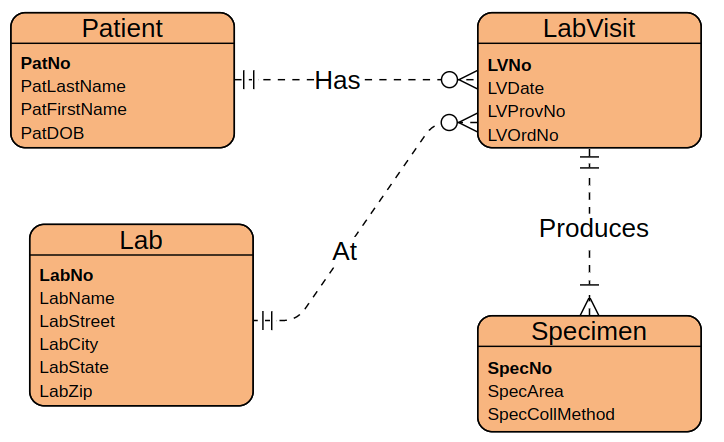 Patient
PatNo
PatLastName
PatFirstName
PatDOB
Has
LabVisit
LVNo
LVDate
LVProvNo
LVOrdNo
At
Produces
Lab
LabNo
LabName
LabStreet
LabCity
LabState
LabZip
Specimen
SpecNo
SpecArea
SpecCollMethod